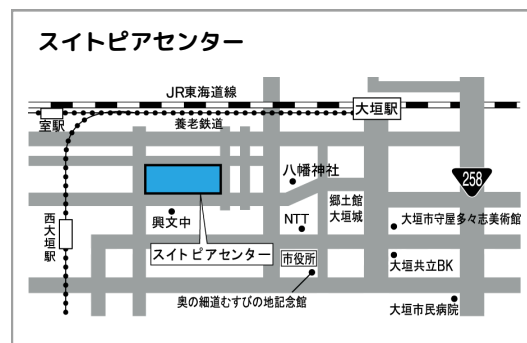 スイトピアセンター
JR東海道線
大垣駅
室駅
養老鉄道
八幡神社
258
郷土館
大垣城
興文中
NTT
大垣市守屋多々志美術館
西大垣駅
スイトピアセンター
市役所
大垣共立BK
奥の細道むすびの地記念館
大垣市民病院